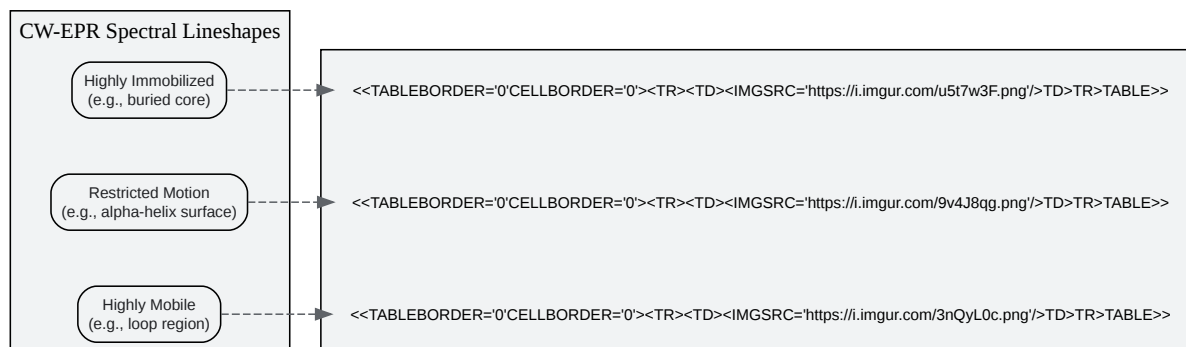 CW-EPR Spectral Lineshapes
Highly Immobilized
(e.g., buried core)
<<TABLEBORDER='0'CELLBORDER='0'><TR><TD><IMGSRC='https://i.imgur.com/u5t7w3F.png'/>TD>TR>TABLE>>
Restricted Motion
(e.g., alpha-helix surface)
<<TABLEBORDER='0'CELLBORDER='0'><TR><TD><IMGSRC='https://i.imgur.com/9v4J8qg.png'/>TD>TR>TABLE>>
Highly Mobile
(e.g., loop region)
<<TABLEBORDER='0'CELLBORDER='0'><TR><TD><IMGSRC='https://i.imgur.com/3nQyL0c.png'/>TD>TR>TABLE>>